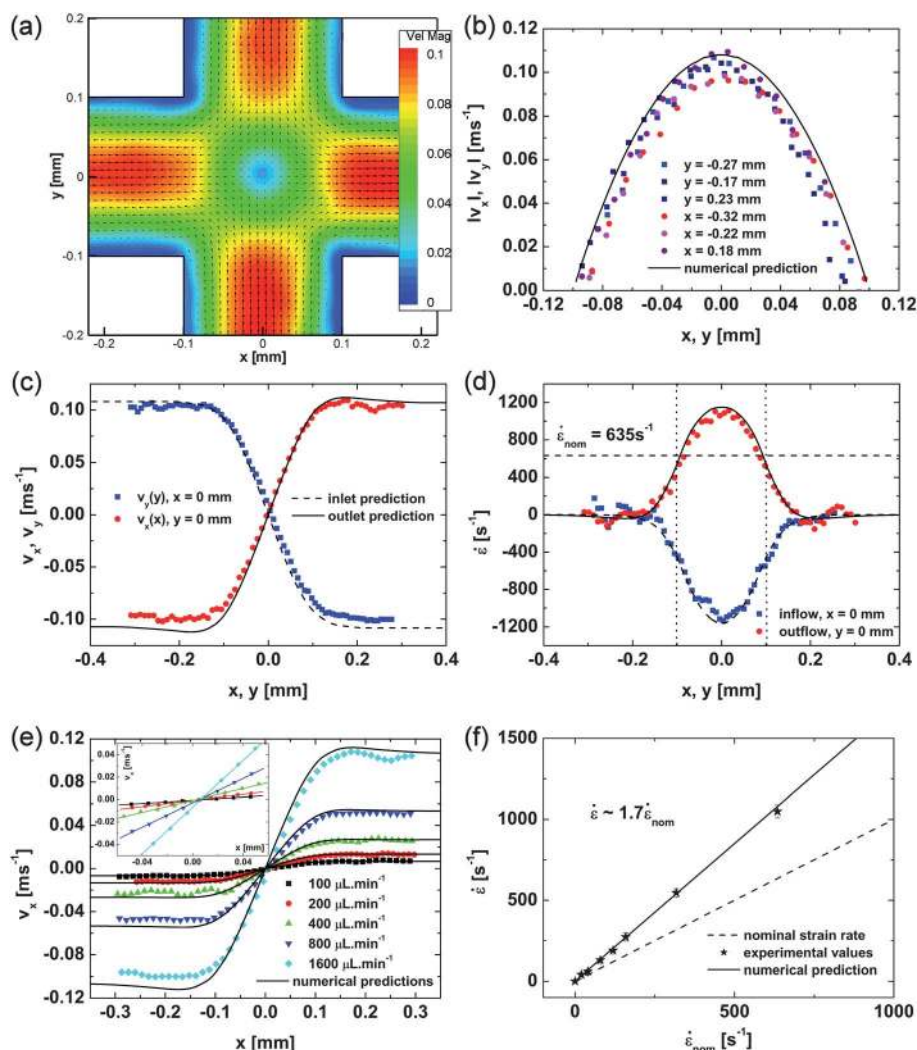 (a)
Vel Mag
0.1
0.08
0.06
0.04
0.02
0
y [mm]
0.2
0.1
0.0
-0.1
-0.2
-0.2
-0.1
0.0
0.1
0.2
x [mm]
(b)
|vx|, |vy| [ms-1]
0.12
0.10
0.08
0.06
0.04
0.12
0.00
y = -0.27 mm
y = -0.17 mm
y = 0.23 mm
x = -0.32 mm
x = -0.22 mm
x = 0.18 mm
numerical prediction
-0.12 -0.08 -0.04 0.00 0.04 0.08 0.12
x, y [mm]
(c)
vx, vy [ms-1]
0.10
0.05
0.00
-0.05
-0.10
vy(y), x = 0 mm
vx(x), y = 0 mm
inlet prediction
outlet prediction
-0.4 -0.2 0.0 0.2 0.4
x, y [mm]
(d)
ε̇ [s-1]
1200
800
400
0
-400
-800
-1200
ε̇nom = 635s-1
inflow, x = 0 mm
outflow, y = 0 mm
-0.4 -0.2 0.0 0.2 0.4
x, y [mm]
(e)
vx [ms-1]
0.12
0.08
0.04
0.00
-0.04
-0.08
0.12
vx [ms-1]
0.04
0.02
0.00
-0.02
-0.04
-0.04 0.00 0.04
x [mm]
100 μL.min-1
200 μL.min-1
400 μL.min-1
800 μL.min-1
1600 μL.min-1
numerical predictions
-0.3 -0.2 -0.1 0.0 0.1 0.2 0.3
x [mm]
(f)
ε̇ [s-1]
1500
1000
500
0
ε̇ ~ 1.7ε̇nom
nominal strain rate
experimental values
numerical prediction
0 500 1000
ε̇nom [s-1]